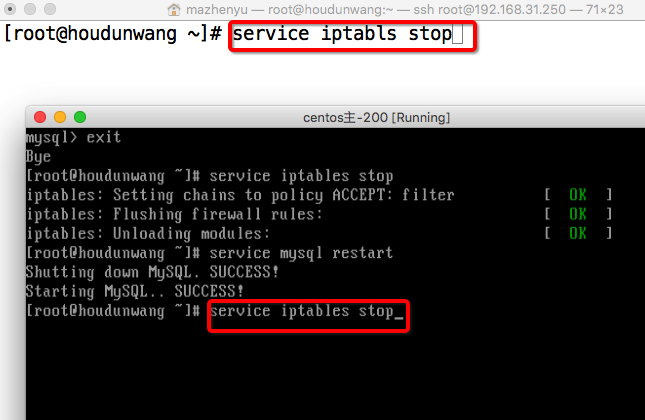 mazhenyu — root@houdunwang:~ — ssh root@192.168.31.250 — 71×23
[root@houdunwang ~]# service iptabls stop
centos主-200 [Running]
mysql> exit
Bye
[root@houdunwang ~]# service iptables stop
iptables: Setting chains to policy ACCEPT: filter [ OK ]
iptables: Flushing firewall rules: [ OK ]
iptables: Unloading modules: [ OK ]
[root@houdunwang ~]# service mysql restart
Shutting down MySQL. SUCCESS!
Starting MySQL.. SUCCESS!
[root@houdunwang ~]# service iptables stop_